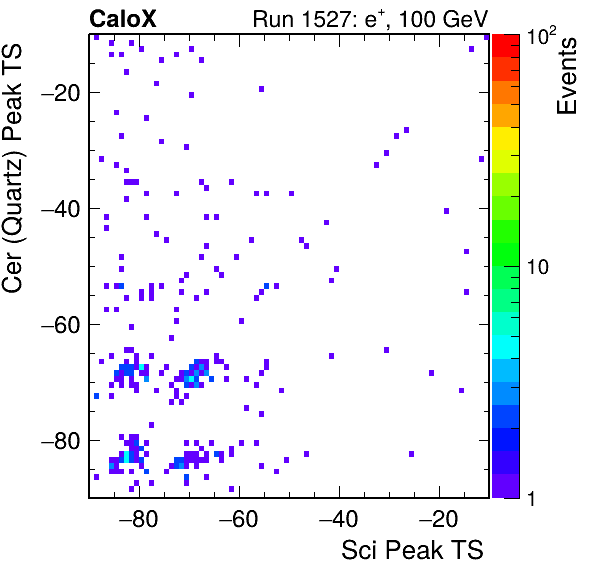 CaloX Run 1527: e⁺, 100 GeV
Cer (Quartz) Peak TS
−20
−40
−60
−80
−80 −60 −40 −20
Sci Peak TS
10²
10
1
Events